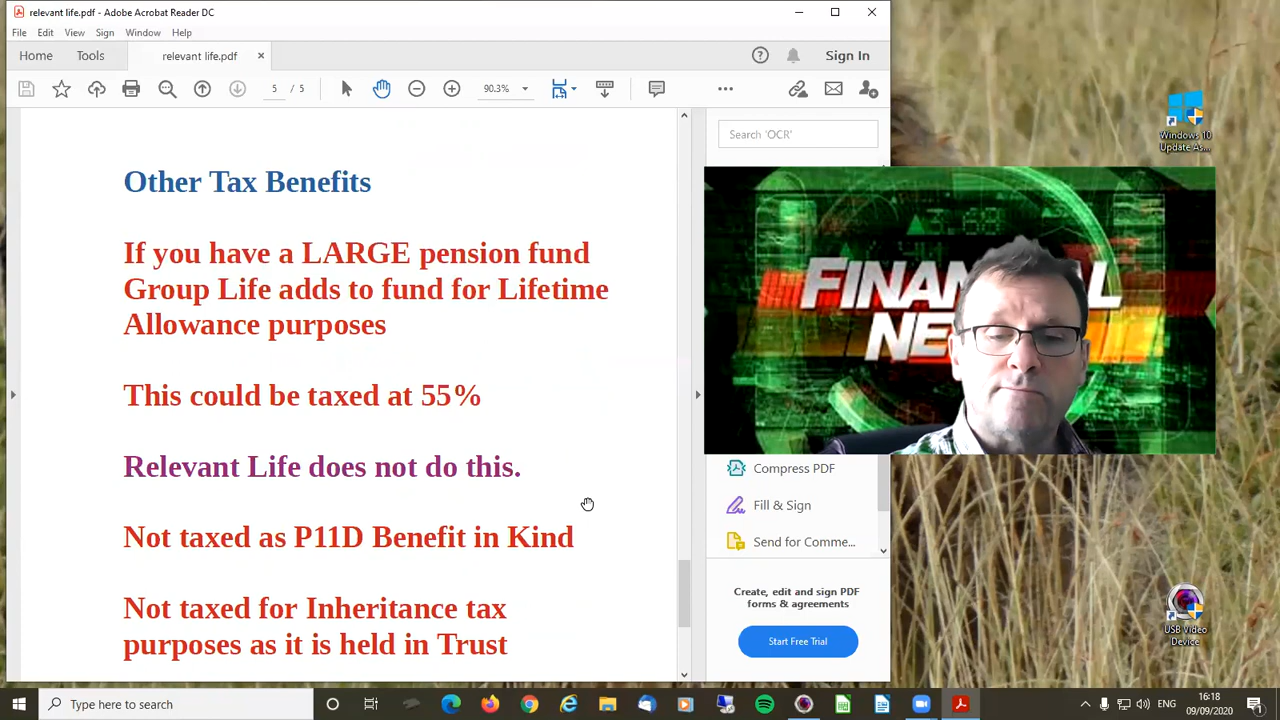 relevant life.pdf - Adobe Acrobat Reader DC
File Edit View Sign Window Help
Home Tools relevant life.pdf × Sign In
5 / 5 90.3%
Search 'OCR'
Windows 10
Update As...
Other Tax Benefits
If you have a LARGE pension fund
Group Life adds to fund for Lifetime
Allowance purposes
This could be taxed at 55%
Relevant Life does not do this.
Not taxed as P11D Benefit in Kind
Not taxed for Inheritance tax
purposes as it is held in Trust
Compress PDF
Fill & Sign
Send for Comme...
Create, edit and sign PDF
forms & agreements
Start Free Trial
USB Video
Device
Type here to search
ENG
16:18
09/09/2020